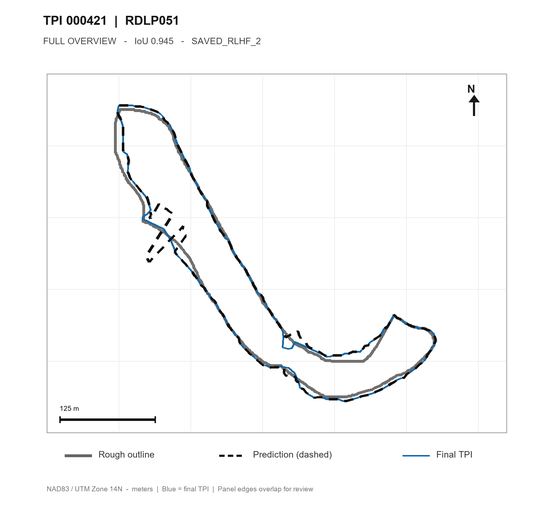 TPI 000421 | RDLP051
FULL OVERVIEW - IoU 0.945 - SAVED_RLHF_2
N
125 m
Rough outline
Prediction (dashed)
Final TPI
NAD83 / UTM Zone 14N - meters | Blue = final TPI | Panel edges overlap for review